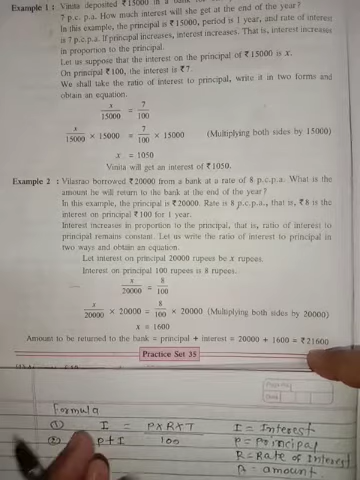 Example 1 : Vinita deposited ₹15000 in a bank for
7 p.c. p.a. How much interest will she get at the end of the year?
In this example, the principal is ₹15000, period is 1 year, and rate of interest
is 7 p.c.p.a. If principal increases, interest increases. That is, interest increases
in proportion to the principal.
Let us suppose that the interest on the principal of ₹15000 is x.
On principal ₹100, the interest is ₹7.
We shall take the ratio of interest to principal, write it in two forms and
obtain an equation.
x/15000 = 7/100
x/15000 × 15000 = 7/100 × 15000 (Multiplying both sides by 15000)
x = 1050
Vinita will get an interest of ₹1050.
Example 2 : Vilasrao borrowed ₹20000 from a bank at a rate of 8 p.c.p.a. What is the
amount he will return to the bank at the end of the year?
In this example, the principal is ₹20000. Rate is 8 p.c.p.a., that is, ₹8 is the
interest on principal ₹100 for 1 year.
Interest increases in proportion to the principal, that is, ratio of interest to
principal remains constant. Let us write the ratio of interest to principal in
two ways and obtain an equation.
Let interest on principal 20000 rupees be x rupees.
Interest on principal 100 rupees is 8 rupees.
x/20000 = 8/100
x/20000 × 20000 = 8/100 × 20000 (Multiplying both sides by 20000)
x = 1600
Amount to be returned to the bank = principal + interest = 20000 + 1600 = ₹21600
Practice Set 35
Page No.
Date
Formula
(1) I = P×R×T/100 I = Interest
(2) P+I P = Principal
R = Rate of Interest
A = amount